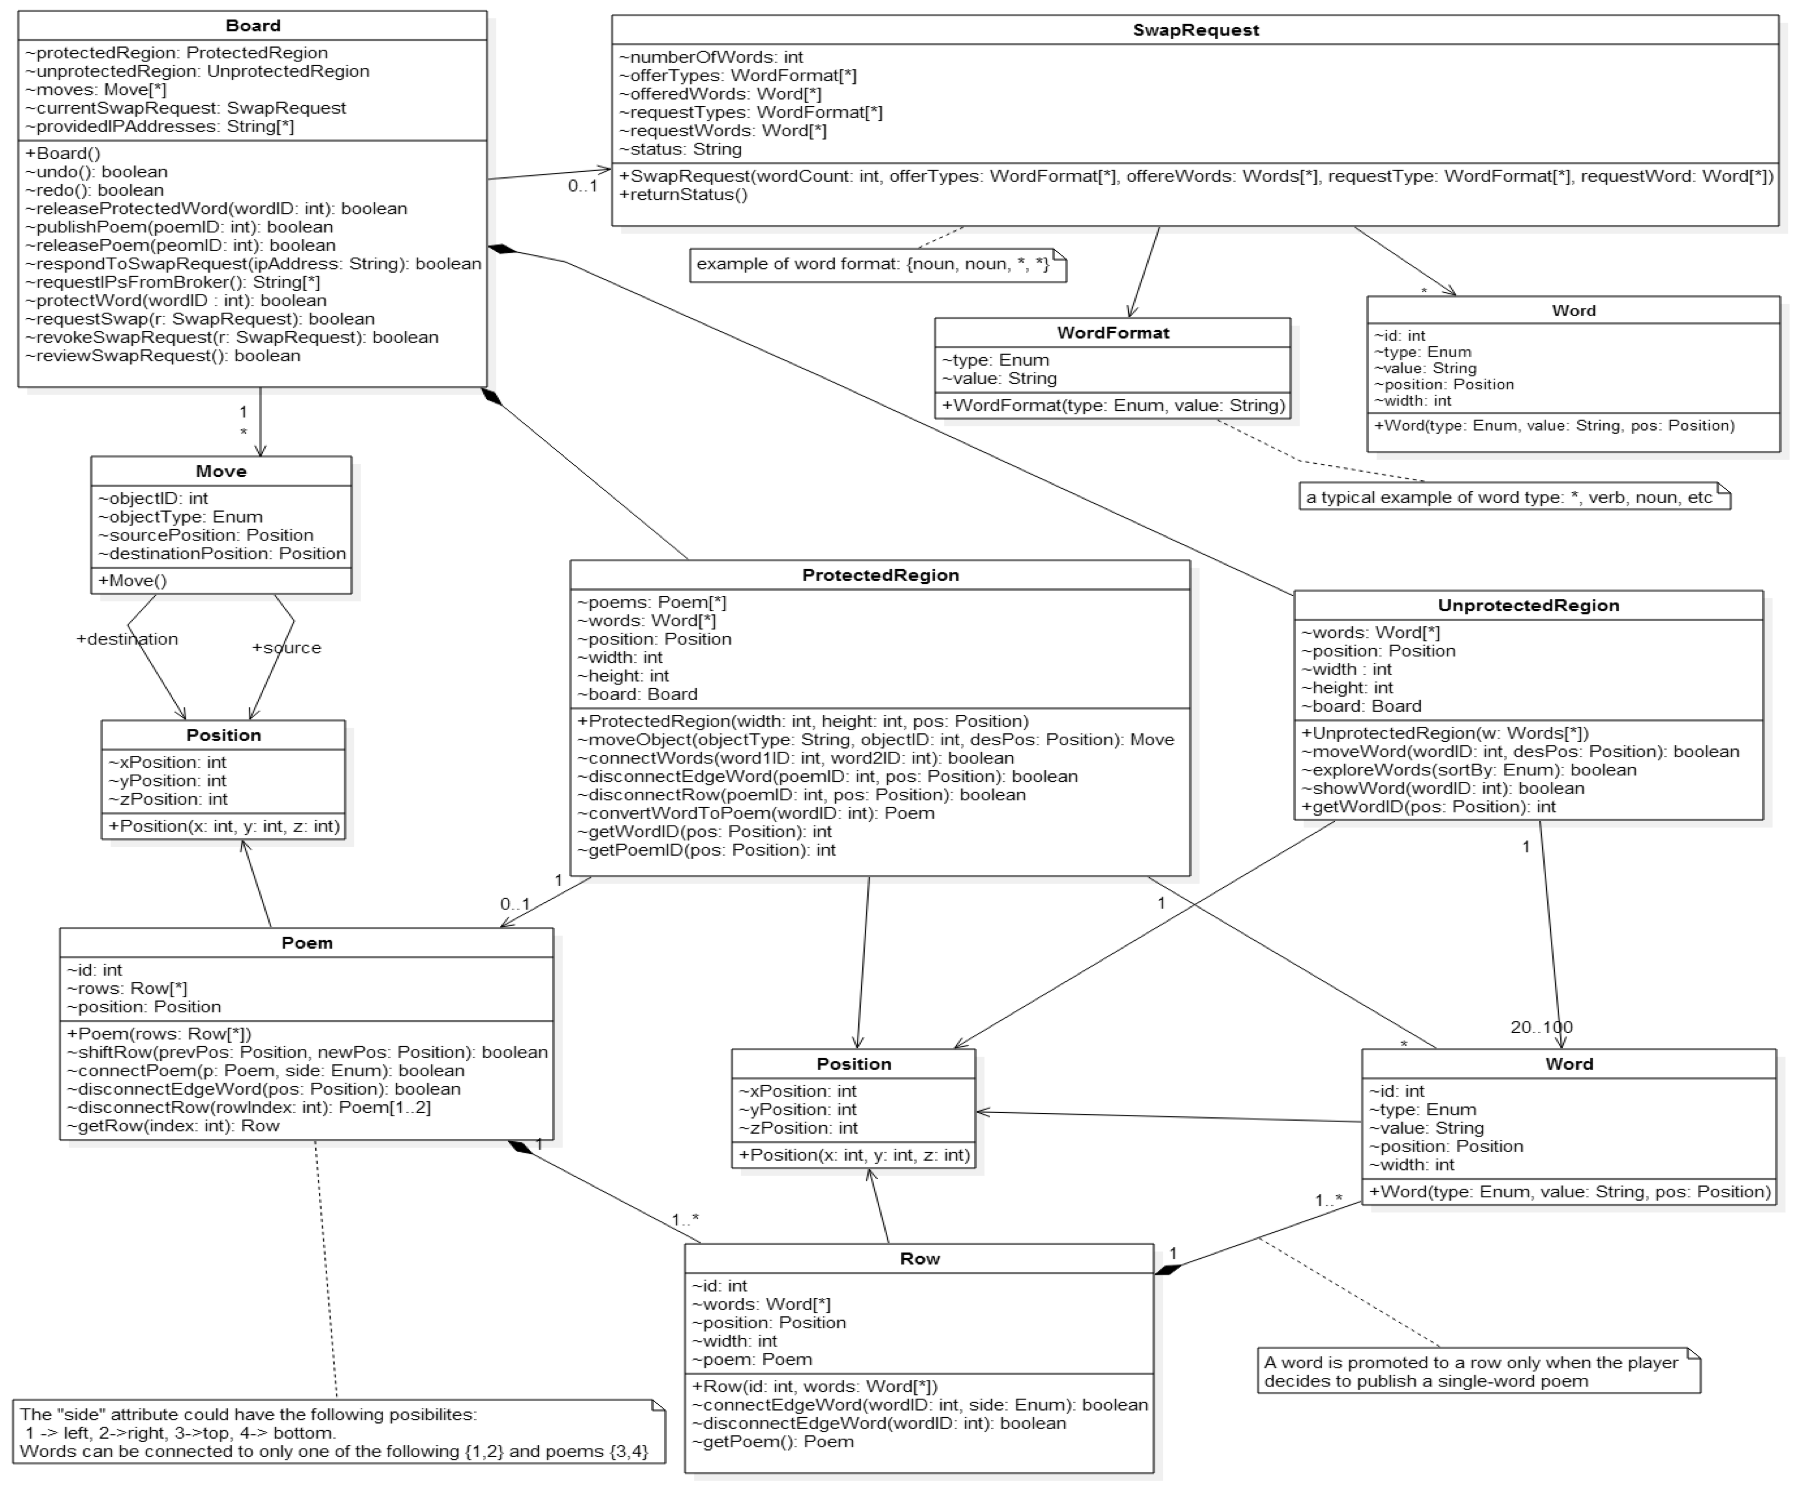 Board
~protectedRegion: ProtectedRegion
~unprotectedRegion: UnprotectedRegion
~moves: Move[*]
~currentSwapRequest: SwapRequest
~providedIPAddresses: String[*]
+Board()
~undo(): boolean
~redo(): boolean
~releaseProtectedWord(wordID: int): boolean
~publishPoem(poemID: int): boolean
~releasePoem(peomID: int): boolean
~respondToSwapRequest(ipAddress: String): boolean
~requestIPsFromBroker(): String[*]
~protectWord(wordID : int): boolean
~requestSwap(r: SwapRequest): boolean
~revokeSwapRequest(r: SwapRequest): boolean
~reviewSwapRequest(): boolean
0..1
SwapRequest
~numberOfWords: int
~offerTypes: WordFormat[*]
~offeredWords: Word[*]
~requestTypes: WordFormat[*]
~requestWords: Word[*]
~status: String
+SwapRequest(wordCount: int, offerTypes: WordFormat[*], offereWords: Words[*], requestType: WordFormat[*], requestWord: Word[*])
+returnStatus()
example of word format: {noun, noun, *, *}
*
WordFormat
~type: Enum
~value: String
+WordFormat(type: Enum, value: String)
Word
~id: int
~type: Enum
~value: String
~position: Position
~width: int
+Word(type: Enum, value: String, pos: Position)
a typical example of word type: *, verb, noun, etc
1
*
Move
~objectID: int
~objectType: Enum
~sourcePosition: Position
~destinationPosition: Position
+Move()
+destination
+source
Position
~xPosition: int
~yPosition: int
~zPosition: int
+Position(x: int, y: int, z: int)
ProtectedRegion
~poems: Poem[*]
~words: Word[*]
~position: Position
~width: int
~height: int
~board: Board
+ProtectedRegion(width: int, height: int, pos: Position)
~moveObject(objectType: String, objectID: int, desPos: Position): Move
~connectWords(word1ID: int, word2ID: int): boolean
~disconnectEdgeWord(poemID: int, pos: Position): boolean
~disconnectRow(poemID: int, pos: Position): boolean
~convertWordToPoem(wordID: int): Poem
~getWordID(pos: Position): int
~getPoemID(pos: Position): int
UnprotectedRegion
~words: Word[*]
~position: Position
~width : int
~height: int
~board: Board
+UnprotectedRegion(w: Words[*])
~moveWord(wordID: int, desPos: Position): boolean
~exploreWords(sortBy: Enum): boolean
~showWord(wordID: int): boolean
+getWordID(pos: Position): int
1
0..1
1
1
20..100
*
Poem
~id: int
~rows: Row[*]
~position: Position
+Poem(rows: Row[*])
~shiftRow(prevPos: Position, newPos: Position): boolean
~connectPoem(p: Poem, side: Enum): boolean
~disconnectEdgeWord(pos: Position): boolean
~disconnectRow(rowIndex: int): Poem[1..2]
~getRow(index: int): Row
Position
~xPosition: int
~yPosition: int
~zPosition: int
+Position(x: int, y: int, z: int)
Word
~id: int
~type: Enum
~value: String
~position: Position
~width: int
+Word(type: Enum, value: String, pos: Position)
1
1..*
1..*
1
Row
~id: int
~words: Word[*]
~position: Position
~width: int
~poem: Poem
+Row(id: int, words: Word[*])
~connectEdgeWord(wordID: int, side: Enum): boolean
~disconnectEdgeWord(wordID: int): boolean
~getPoem(): Poem
A word is promoted to a row only when the player
decides to publish a single-word poem
The "side" attribute could have the following posibilites:
1 -> left, 2->right, 3->top, 4-> bottom.
Words can be connected to only one of the following {1,2} and poems {3,4}